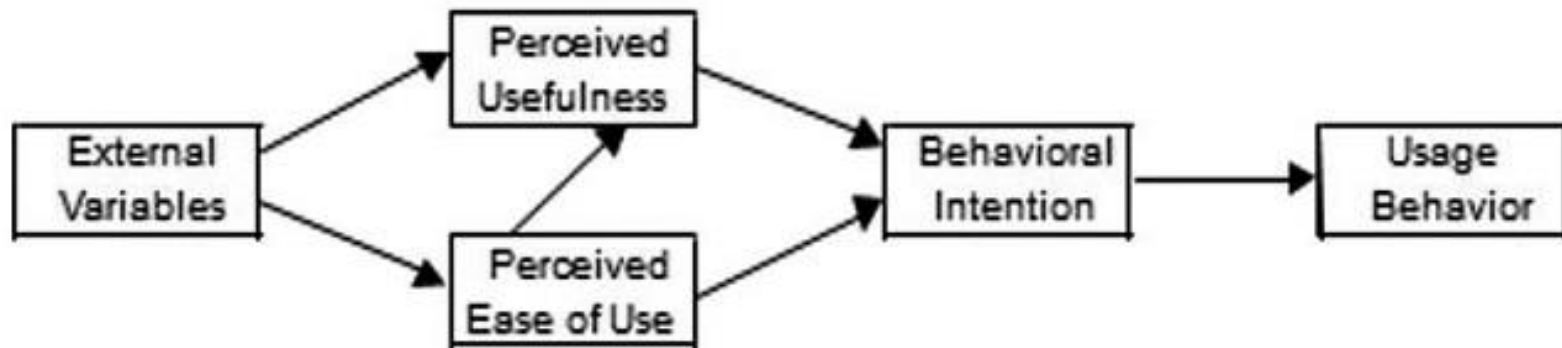 Perceived
Usefulness
External
Variables
Behavioral
Intention
Usage
Behavior
Perceived
Ease of Use